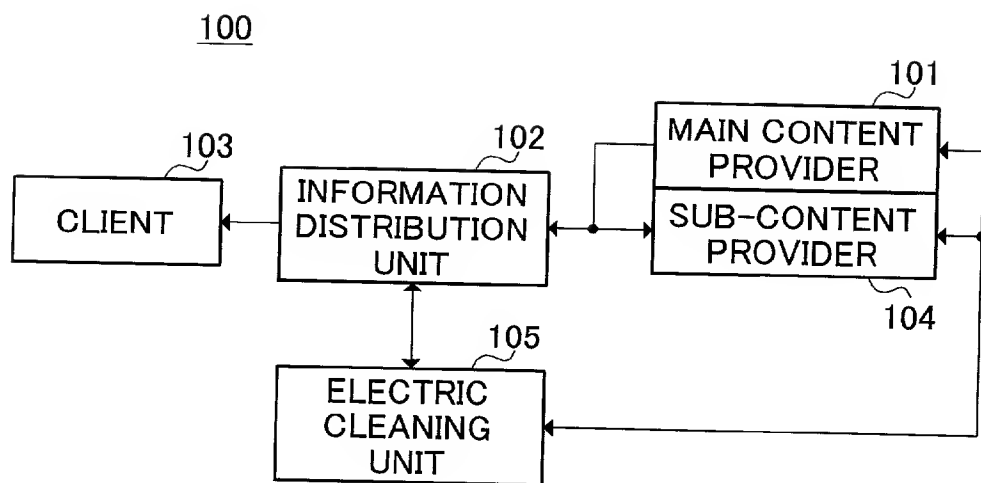 100
101
MAIN CONTENT
PROVIDER
102
103
INFORMATION
DISTRIBUTION
UNIT
CLIENT
SUB-CONTENT
PROVIDER
104
105
ELECTRIC
CLEANING
UNIT